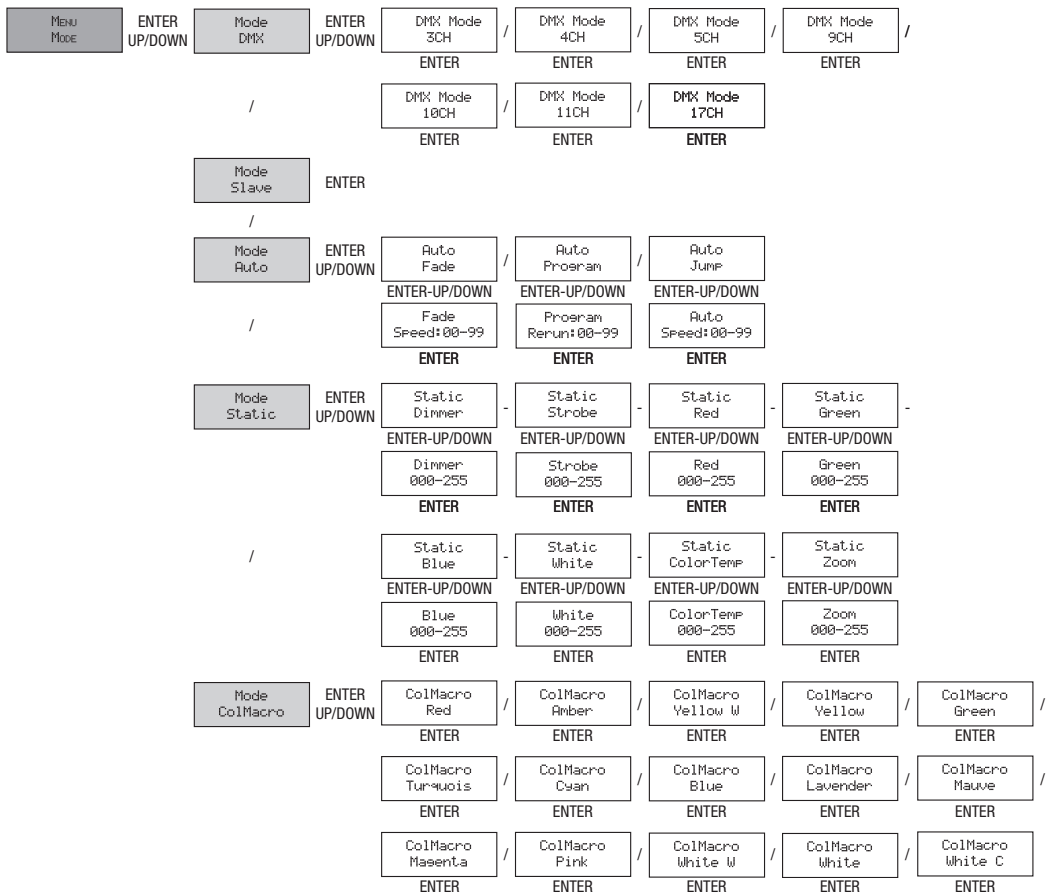 MENU ENTER Mode ENTER DMX Mode / DMX Mode / DMX Mode / DMX Mode /
MODE UP/DOWN DMX UP/DOWN 3CH 4CH 5CH 9CH
ENTER ENTER ENTER ENTER
/ DMX Mode / DMX Mode / DMX Mode
10CH 11CH 17CH
ENTER ENTER ENTER
Mode ENTER
Slave
/
Mode ENTER Auto / Auto / Auto
Auto UP/DOWN Fade Program Jump
ENTER-UP/DOWN ENTER-UP/DOWN ENTER-UP/DOWN
/ Fade Program Auto
Speed:00-99 Rerun:00-99 Speed:00-99
ENTER ENTER ENTER
Mode ENTER Static - Static - Static - Static -
Static UP/DOWN Dimmer Strobe Red Green
ENTER-UP/DOWN ENTER-UP/DOWN ENTER-UP/DOWN ENTER-UP/DOWN
Dimmer Strobe Red Green
000-255 000-255 000-255 000-255
ENTER ENTER ENTER ENTER
/ Static - Static - Static - Static
Blue White ColorTemp Zoom
ENTER-UP/DOWN ENTER-UP/DOWN ENTER-UP/DOWN ENTER-UP/DOWN
Blue White ColorTemp Zoom
000-255 000-255 000-255 000-255
ENTER ENTER ENTER ENTER
Mode ENTER ColMacro / ColMacro / ColMacro / ColMacro / ColMacro /
ColMacro UP/DOWN Red Amber Yellow W Yellow Green
ENTER ENTER ENTER ENTER ENTER
ColMacro / ColMacro / ColMacro / ColMacro / ColMacro /
Turquois Cyan Blue Lavender Mauve
ENTER ENTER ENTER ENTER ENTER
ColMacro / ColMacro / ColMacro / ColMacro / ColMacro
Magenta Pink White W White White C
ENTER ENTER ENTER ENTER ENTER